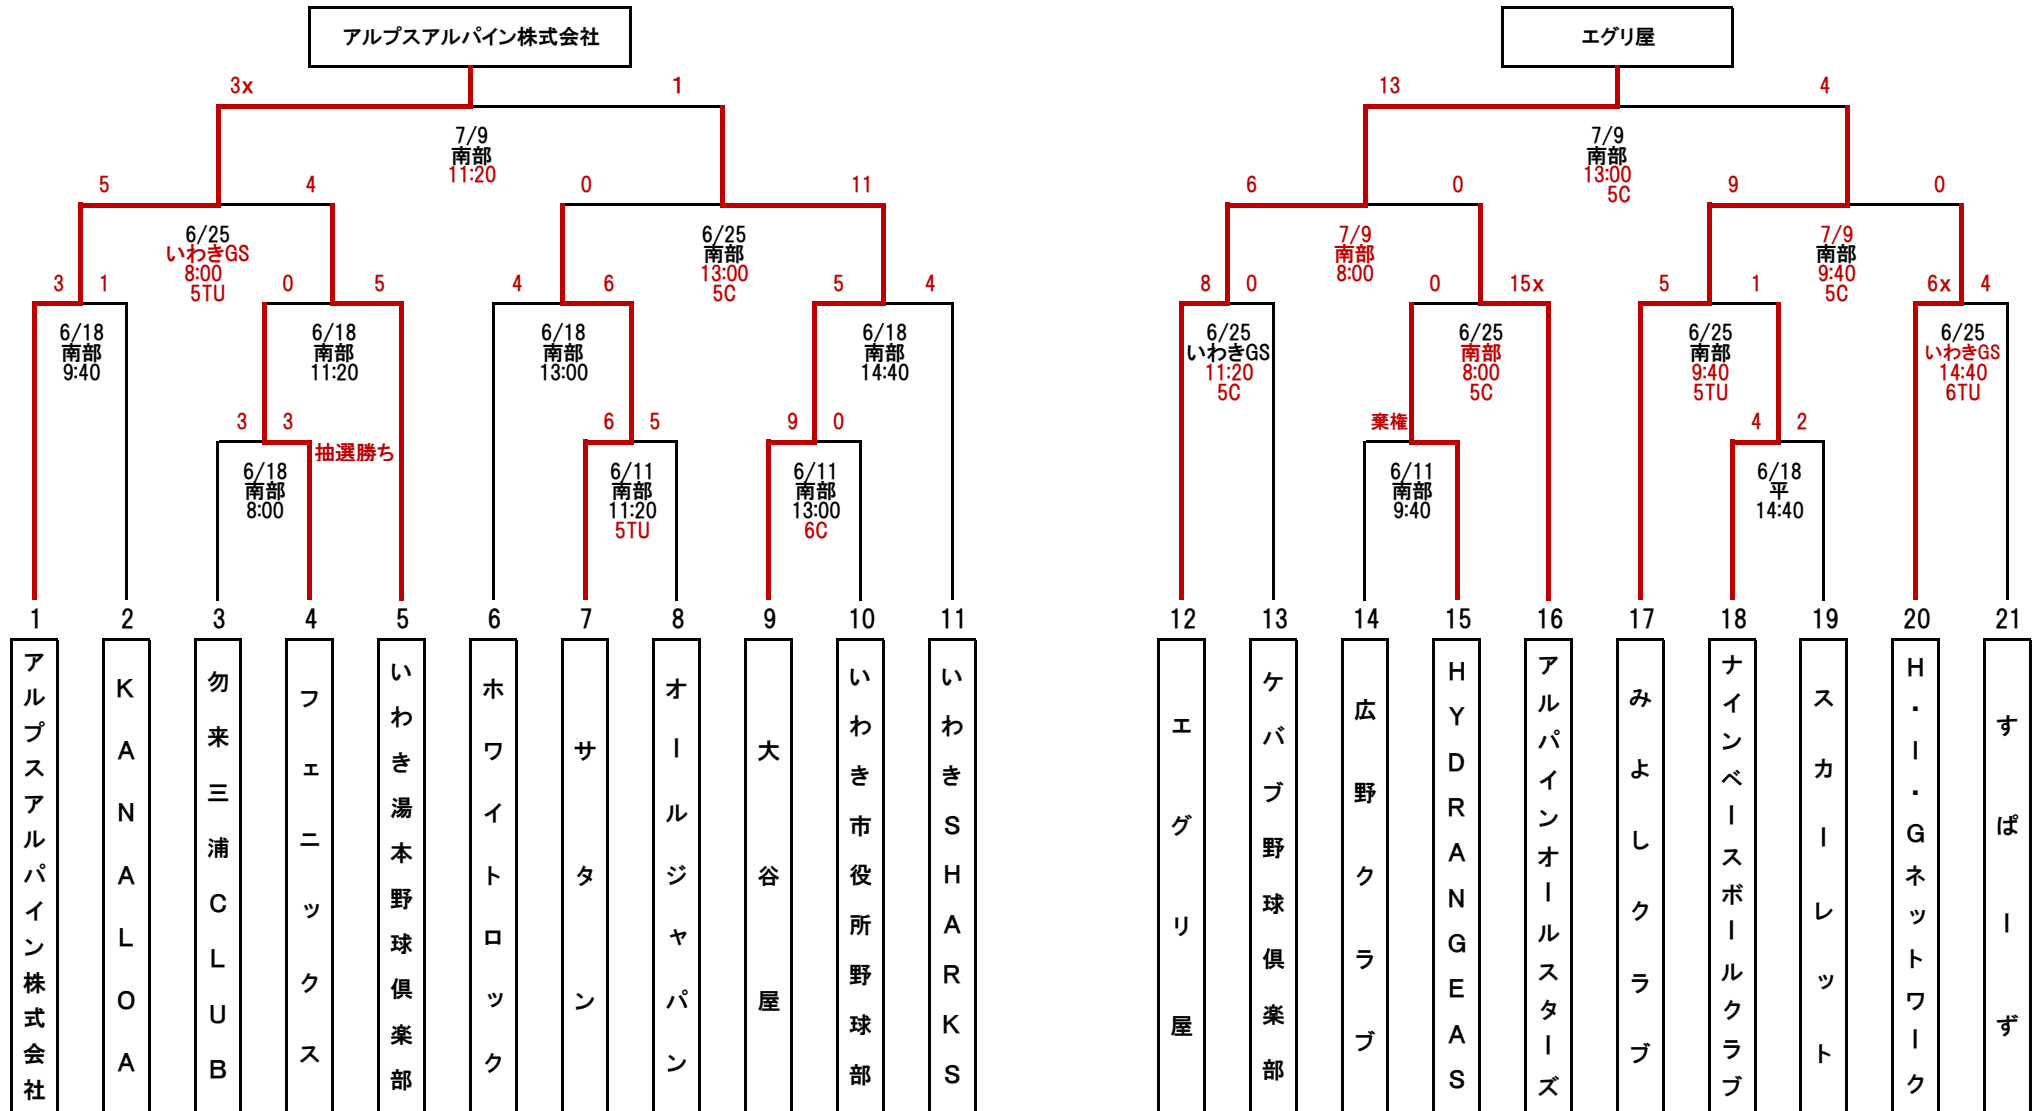 アルプスアルパイン株式会社
エグリ屋
3x
1
13
4
7/9
南部
11:20
7/9
南部
13:00
5C
5
4
0
11
6
0
9
0
6/25
いわきGS
8:00
5TU
6/25
南部
13:00
5C
7/9
南部
8:00
7/9
南部
9:40
5C
3
1
0
5
4
6
5
4
8
0
0
15x
5
1
6x
4
6/18
南部
9:40
6/18
南部
11:20
6/18
南部
13:00
6/18
南部
14:40
6/25
いわきGS
11:20
5C
6/25
南部
8:00
5C
6/25
南部
9:40
5TU
6/25
いわきGS
14:40
6TU
3
3
抽選勝ち
6
5
9
0
棄権
4
2
6/18
南部
8:00
6/11
南部
11:20
5TU
6/11
南部
13:00
6C
6/11
南部
9:40
6/18
平
14:40
1
2
3
4
5
6
7
8
9
10
11
12
13
14
15
16
17
18
19
20
21
アルプスアルパイン株式会社
KANALOA
勿来三浦CLUB
フェニックス
いわき湯本野球倶楽部
ホワイトロック
サタン
オールジャパン
大谷屋
いわき市役所野球部
いわきSHARKS
エグリ屋
ケバブ野球倶楽部
広野クラブ
HYDRANGEAS
アルパインオールスターズ
みよしクラブ
ナインベースボールクラブ
スカーレット
H・I・Gネットワーク
すぱーず